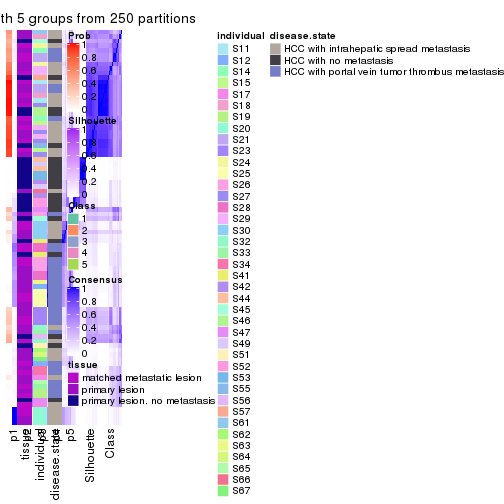 th 5 groups from 250 partitions
Prob
1
0.8
0.6
0.4
0.2
0
Silhouette
1
0.8
0.6
0.4
0.2
0
Class
1
2
3
4
5
Consensus
1
0.8
0.6
0.4
0.2
0
tissue
matched metastatic lesion
primary lesion
primary lesion. no metastasis
individual
S11
S12
S14
S15
S17
S18
S19
S20
S21
S23
S24
S25
S26
S27
S28
S29
S30
S32
S33
S34
S41
S42
S44
S45
S46
S47
S49
S51
S52
S53
S55
S56
S57
S61
S62
S63
S64
S65
S66
S67
disease.state
HCC with intrahepatic spread metastasis
HCC with no metastasis
HCC with portal vein tumor thrombus metastasis
p1
tissue
individual
disease.state
p5
Silhouette
Class